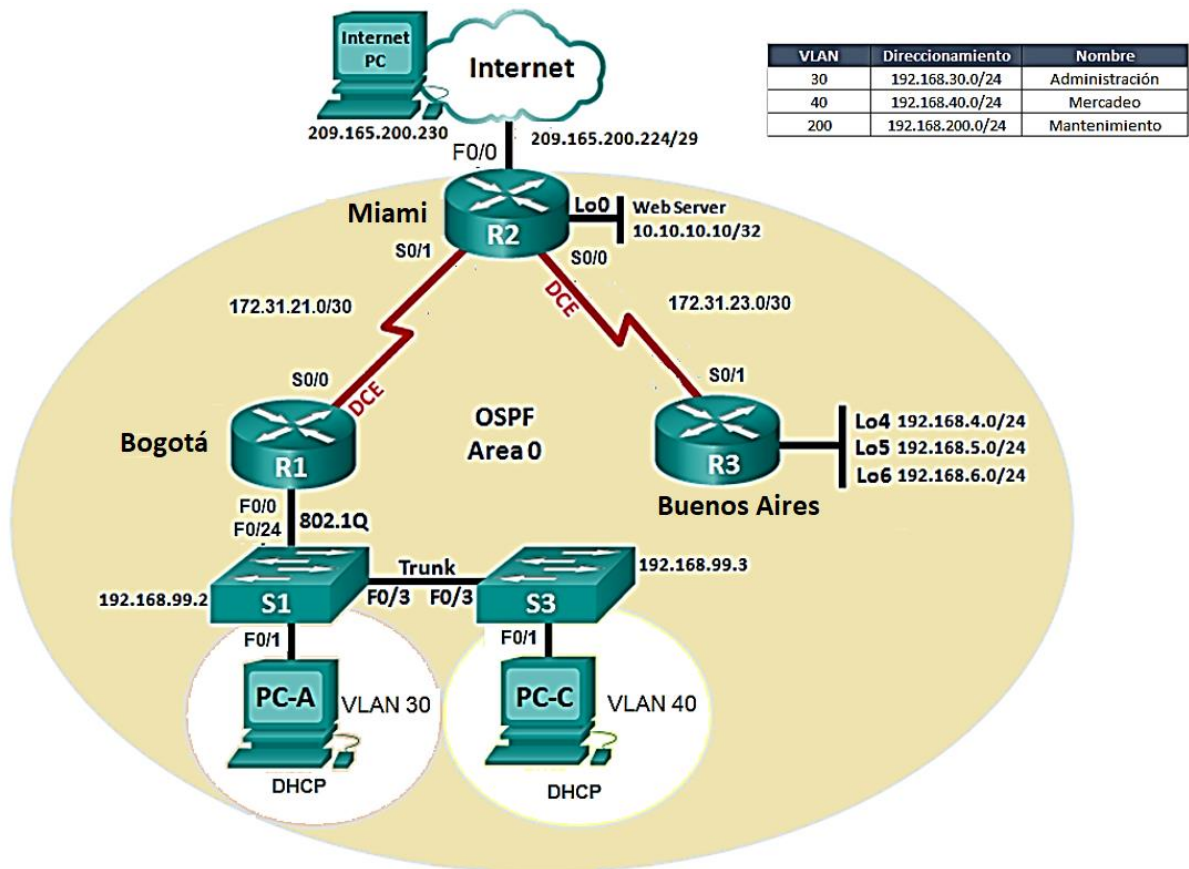 Internet
PC
Internet
209.165.200.230
209.165.200.224/29
F0/0
VLAN Direccionamiento Nombre
30 192.168.30.0/24 Administración
40 192.168.40.0/24 Mercadeo
200 192.168.200.0/24 Mantenimiento
Miami
R2
Lo0
Web Server
10.10.10.10/32
S0/1
S0/0
DCE
172.31.21.0/30
172.31.23.0/30
S0/0
DCE
S0/1
Bogotá
R1
OSPF
Area 0
R3
Buenos Aires
Lo4 192.168.4.0/24
Lo5 192.168.5.0/24
Lo6 192.168.6.0/24
F0/0
F0/24
802.1Q
192.168.99.2
S1
Trunk
F0/3 F0/3
S3
192.168.99.3
F0/1
F0/1
PC-A
VLAN 30
DHCP
PC-C
VLAN 40
DHCP